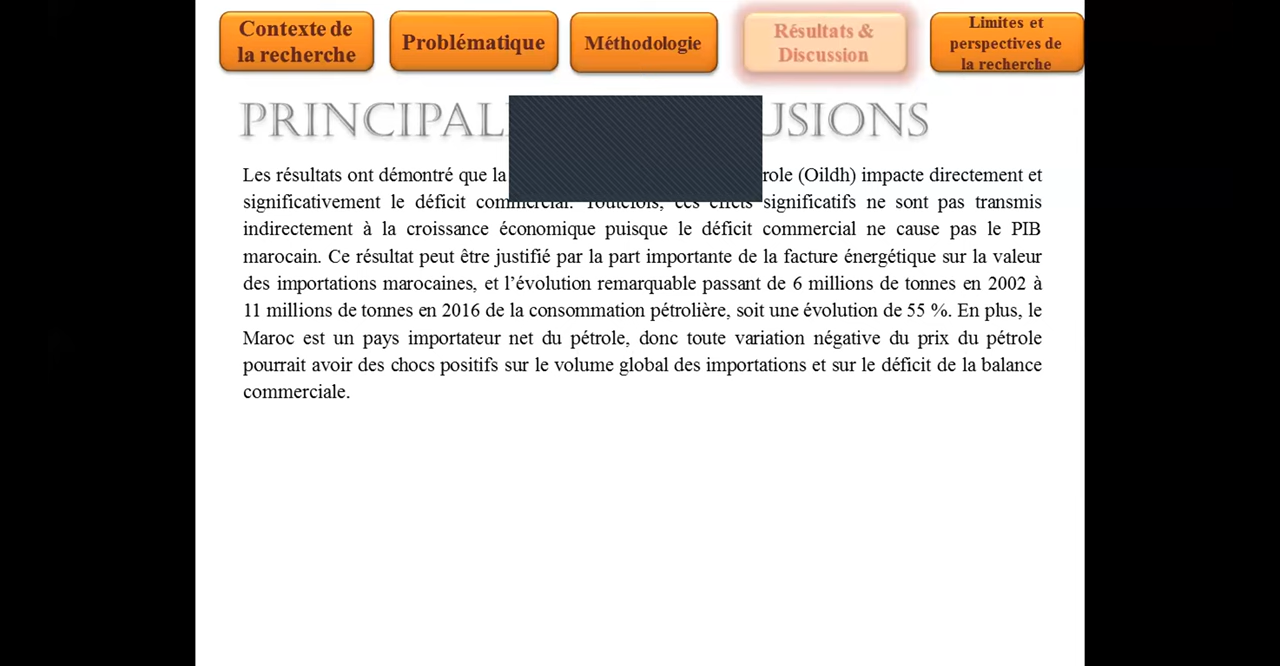 Contexte de
la recherche
Problématique
Méthodologie
Résultats &
Discussion
Limites et
perspectives de
la recherche
PRINCIPAL USIONS
Les résultats ont démontré que la role (Oildh) impacte directement et
significativement le déficit commercial. Toutefois, ces effets significatifs ne sont pas transmis
indirectement à la croissance économique puisque le déficit commercial ne cause pas le PIB
marocain. Ce résultat peut être justifié par la part importante de la facture énergétique sur la valeur
des importations marocaines, et l’évolution remarquable passant de 6 millions de tonnes en 2002 à
11 millions de tonnes en 2016 de la consommation pétrolière, soit une évolution de 55 %. En plus, le
Maroc est un pays importateur net du pétrole, donc toute variation négative du prix du pétrole
pourrait avoir des chocs positifs sur le volume global des importations et sur le déficit de la balance
commerciale.